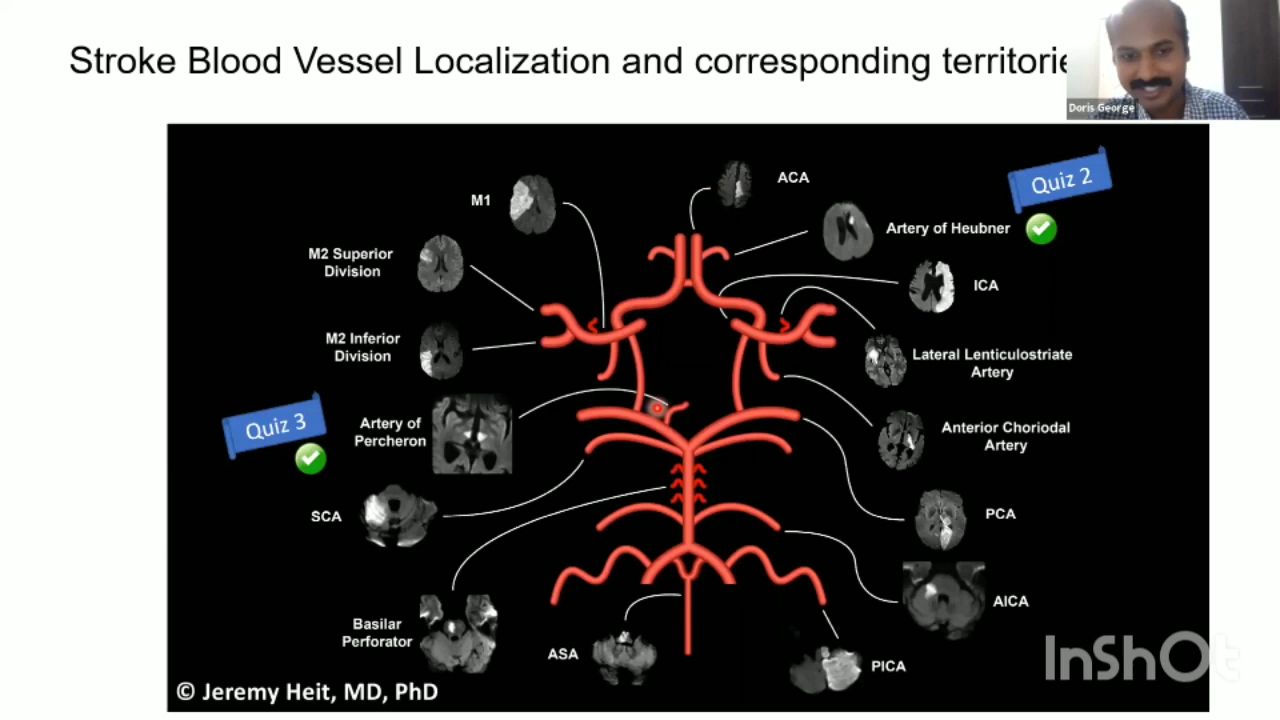 Stroke Blood Vessel Localization and corresponding territorie
Doris George
M1
ACA
Quiz 2
M2 Superior
Division
Artery of Heubner
ICA
M2 Inferior
Division
Lateral Lenticulostriate
Artery
Quiz 3
Artery of
Percheron
Anterior Choriodal
Artery
SCA
PCA
Basilar
Perforator
ASA
AICA
PICA
InShOt
© Jeremy Heit, MD, PhD